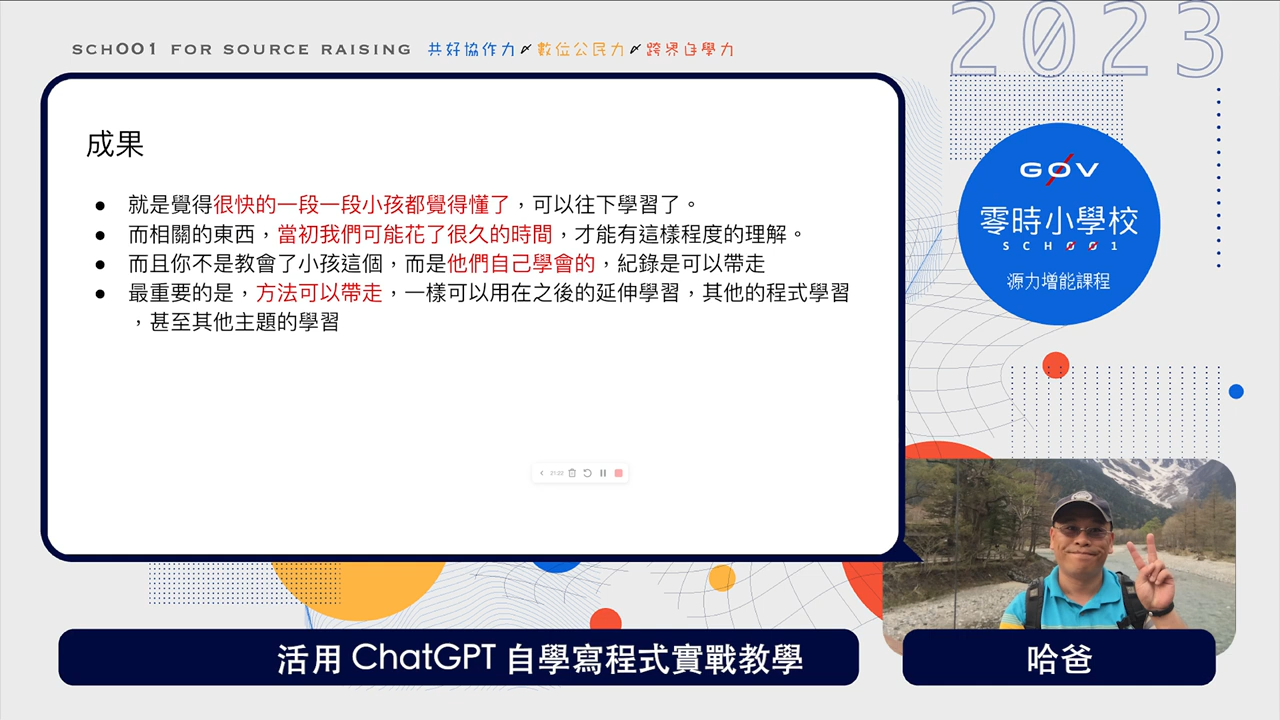 2023
SCH001 FOR SOURCE RAISING 共好協作力 數位公民力 跨界自學力
成果
● 就是覺得很快的一段一段小孩都覺得懂了，可以往下學習了。
● 而相關的東西，當初我們可能花了很久的時間，才能有這樣程度的理解。
● 而且你不是教會了小孩這個，而是他們自己學會的，紀錄是可以帶走
● 最重要的是，方法可以帶走，一樣可以用在之後的延伸學習，其他的程式學習
，甚至其他主題的學習
21:22
G0V
零時小學校
SCH001
源力增能課程
活用 ChatGPT 自學寫程式實戰教學
哈爸